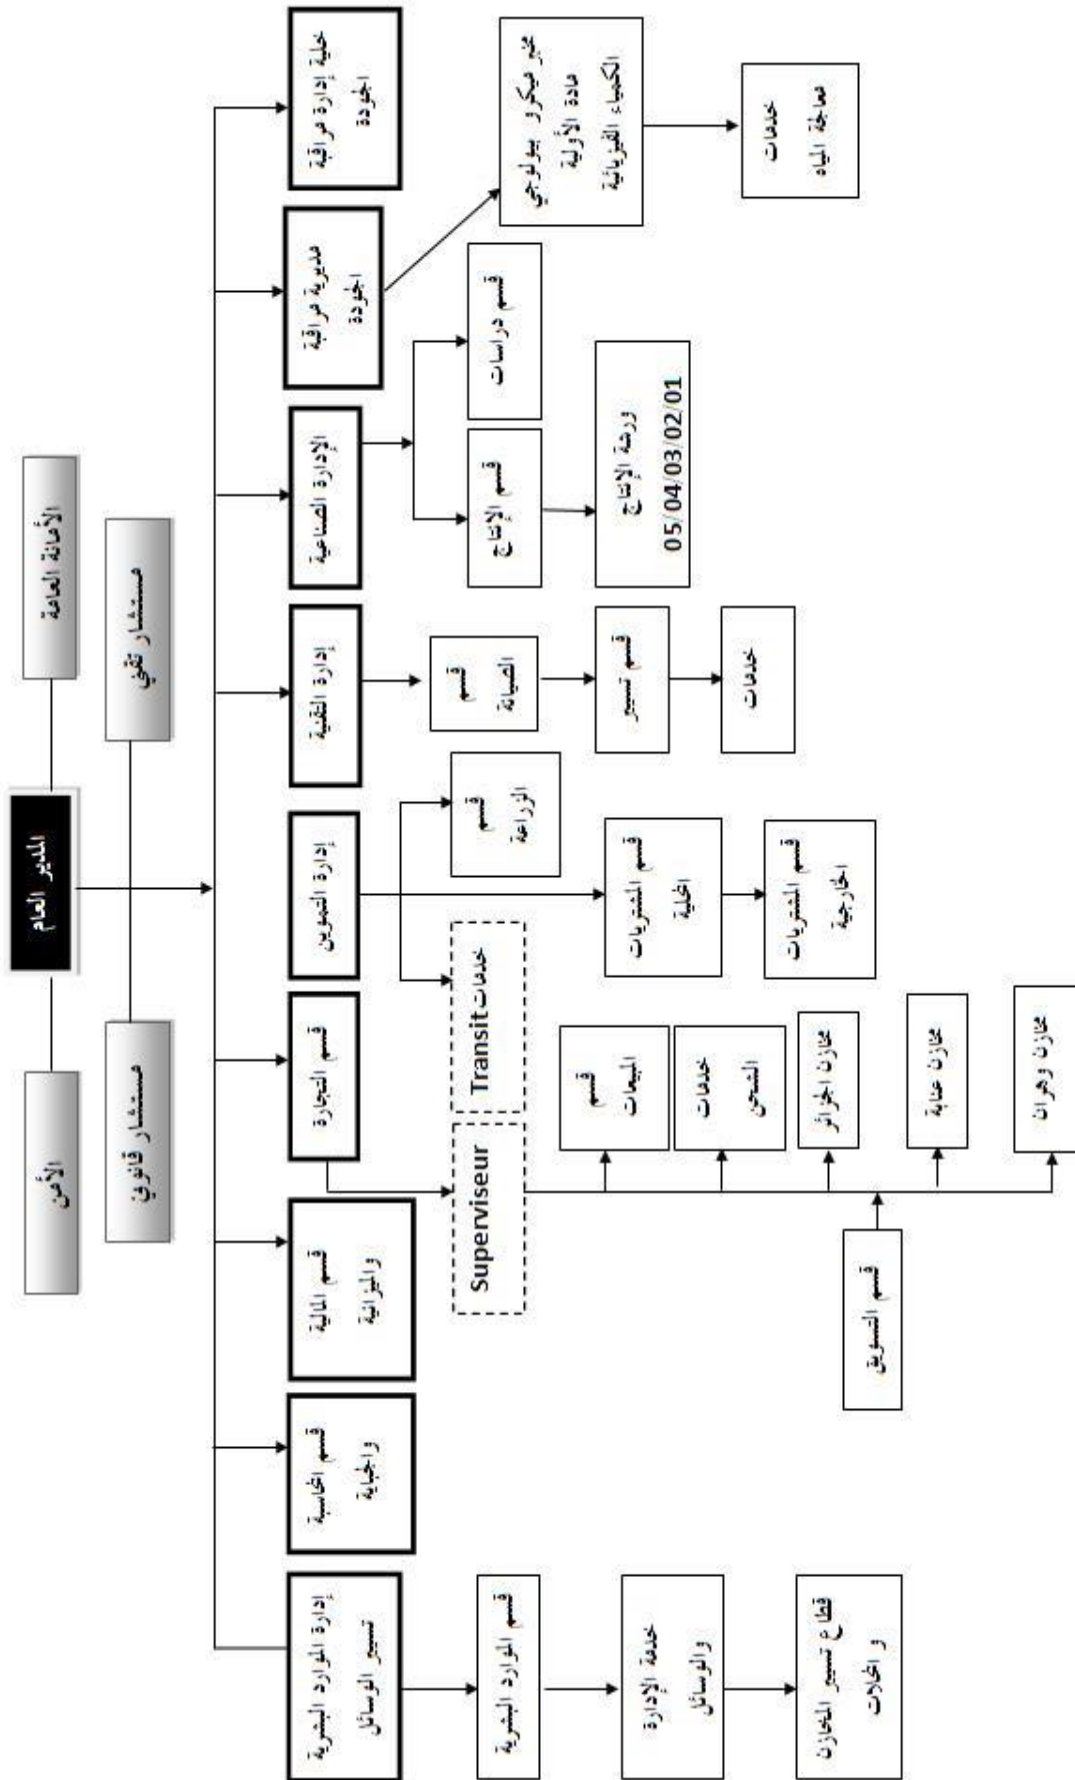 المدير العام
الأمانة العامة
الأمن
مستشار تقني
مستشار قانوني
خلية إدارة مراقبة
الجودة
مديرية مراقبة
الجودة
الإدارة الصناعية
إدارة التقنية
إدارة التموين
قسم التجارة
قسم المالية
والميزانية
قسم المحاسبة
والجباية
إدارة الموارد البشرية
تسيير الوسائل
مخبر ميكرو بيولوجي
مادة الأولية
الكمياء الفيزيائية
خدمات
معالجة المياه
قسم دراسات
قسم الإنتاج
ورشة الإنتاج
05/04/03/02/01
قسم
الصيانة
قسم تسيير
خدمات
قسم
الزراعة
خدمات Transit
قسم المشتريات
المحلية
قسم المشتريات
الخارجية
Superviseur
قسم
المبيعات
خدمات
الشحن
مخازن الجزائر
مخازن عنابة
مخازن وهران
قسم التسويق
قسم الموارد البشرية
خدمة الإدارة
والوسائل
قطاع تسيير المخازن
و المحلات